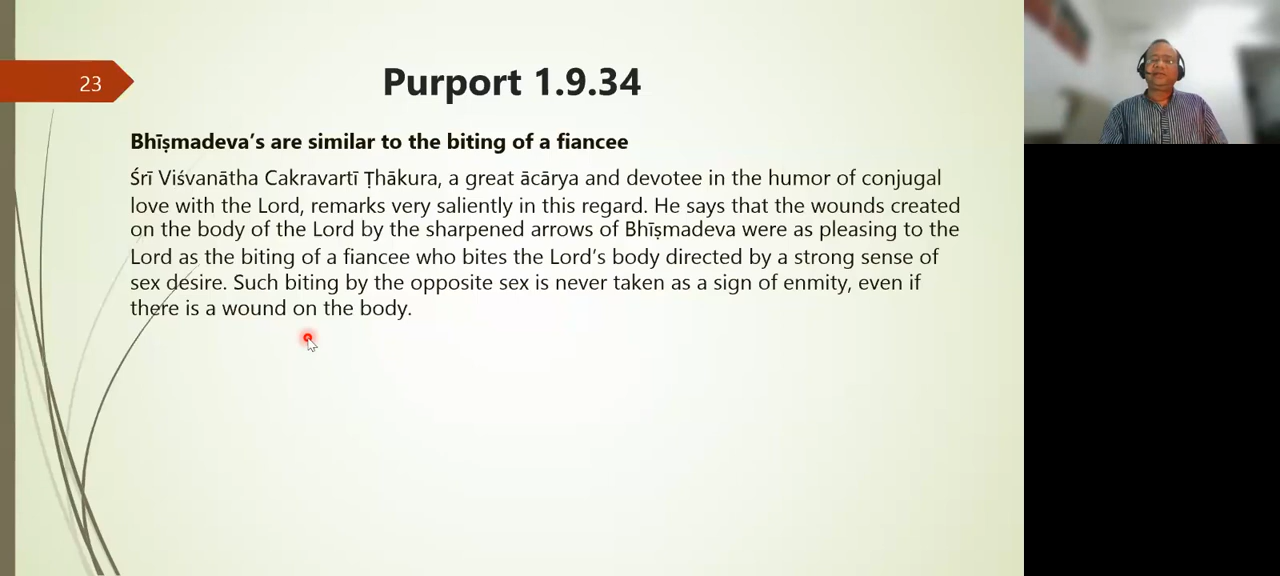 23
Purport 1.9.34
Bhīṣmadeva’s are similar to the biting of a fiancee
Śrī Viśvanātha Cakravartī Ṭhākura, a great ācārya and devotee in the humor of conjugal
love with the Lord, remarks very saliently in this regard. He says that the wounds created
on the body of the Lord by the sharpened arrows of Bhīṣmadeva were as pleasing to the
Lord as the biting of a fiancee who bites the Lord’s body directed by a strong sense of
sex desire. Such biting by the opposite sex is never taken as a sign of enmity, even if
there is a wound on the body.